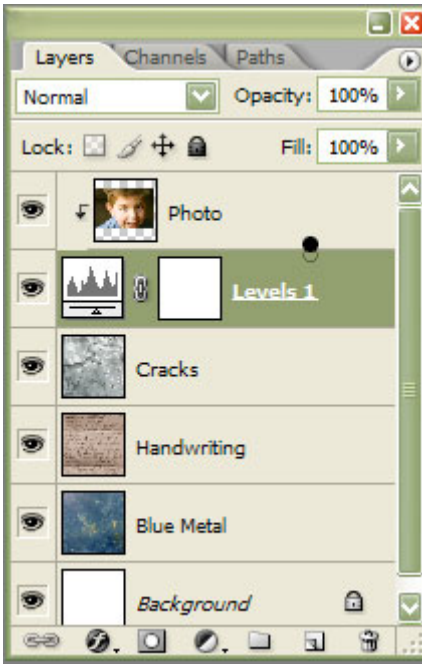 Layers Channels Paths
Normal Opacity: 100%
Lock: Fill: 100%
Photo
Levels 1
Cracks
Handwriting
Blue Metal
Background